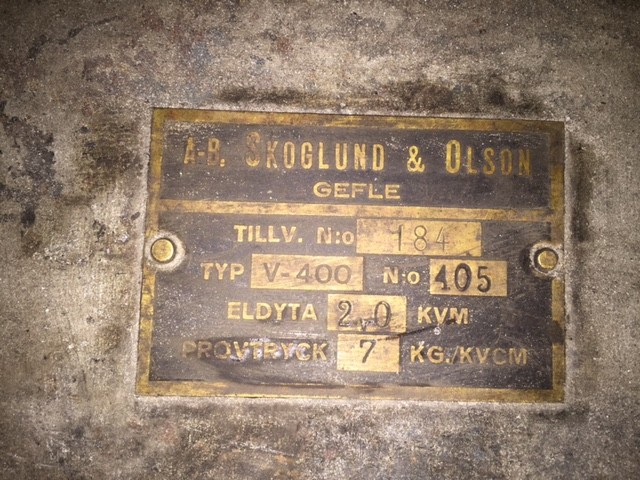 A-B. SKOGLUND & OLSON
GEFLE
TILLV. N:o 184
TYP V-400 N:o 405
ELDYTA 2,0 KVM
PROVTRYCK 7 KG./KVCM